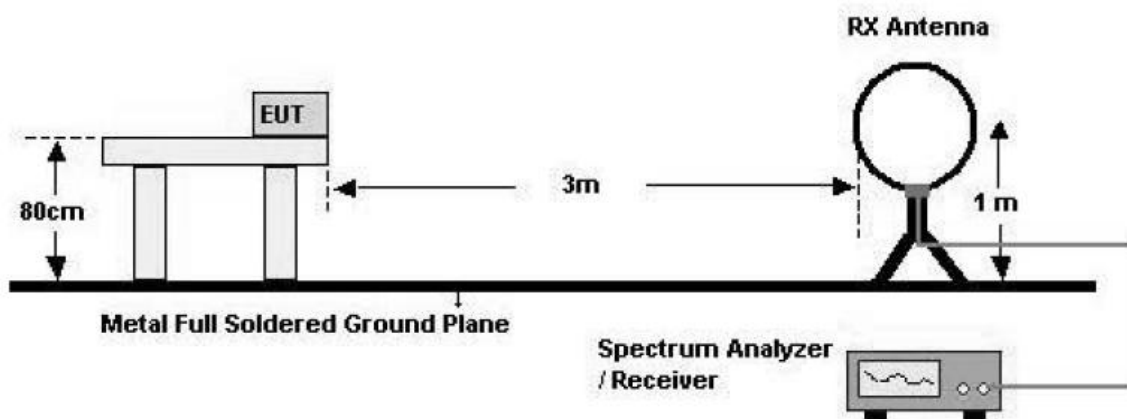 RX Antenna
EUT
3m
80cm
1 m
Metal Full Soldered Ground Plane
Spectrum Analyzer
/ Receiver